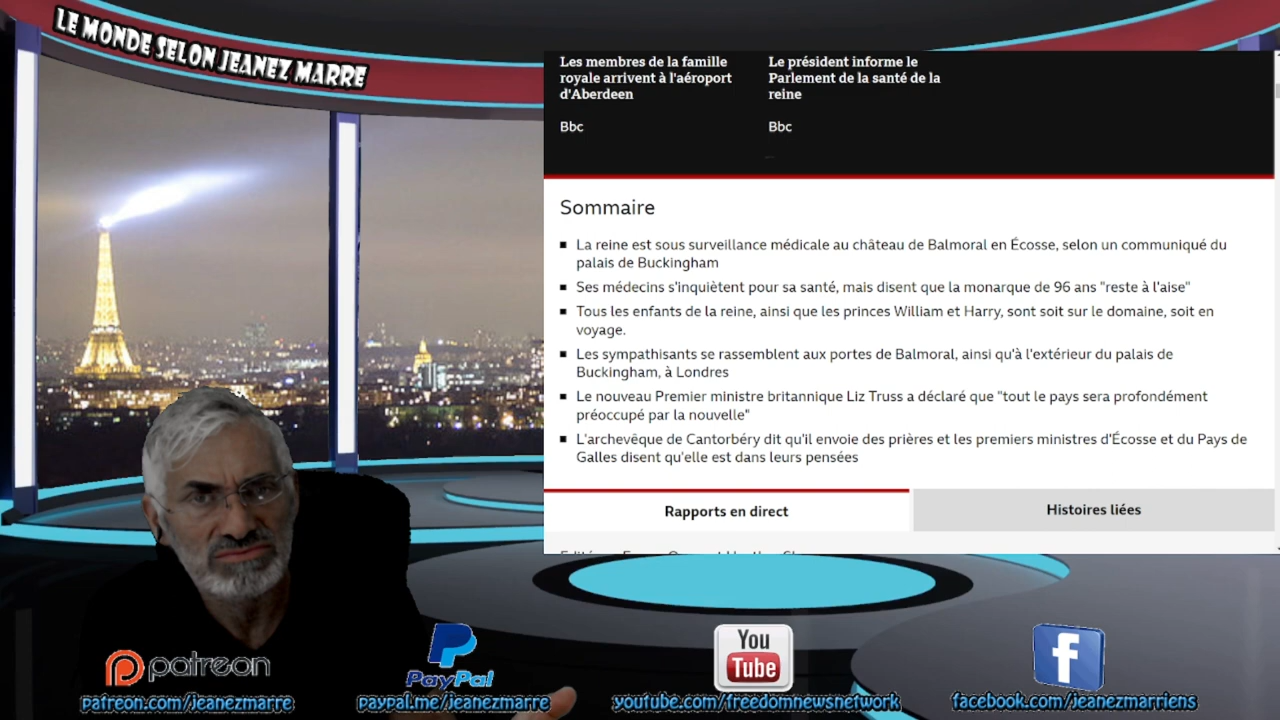 LE MONDE SELON JEANEZ MARRE
Les membres de la famille
royale arrivent à l'aéroport
d'Aberdeen
Bbc
Le président informe le
Parlement de la santé de la
reine
Bbc
Sommaire
La reine est sous surveillance médicale au château de Balmoral en Écosse, selon un communiqué du
palais de Buckingham
Ses médecins s'inquiètent pour sa santé, mais disent que la monarque de 96 ans "reste à l'aise"
Tous les enfants de la reine, ainsi que les princes William et Harry, sont soit sur le domaine, soit en
voyage.
Les sympathisants se rassemblent aux portes de Balmoral, ainsi qu'à l'extérieur du palais de
Buckingham, à Londres
Le nouveau Premier ministre britannique Liz Truss a déclaré que "tout le pays sera profondément
préoccupé par la nouvelle"
L'archevêque de Cantorbéry dit qu'il envoie des prières et les premiers ministres d'Écosse et du Pays de
Galles disent qu'elle est dans leurs pensées
Rapports en direct
Histoires liées
patreon
patreon.com/jeanezmarre
PayPal
paypal.me/jeanezmarre
You
Tube
youtube.com/freedomnewsnetwork
f
facebook.com/jeanezmarriens